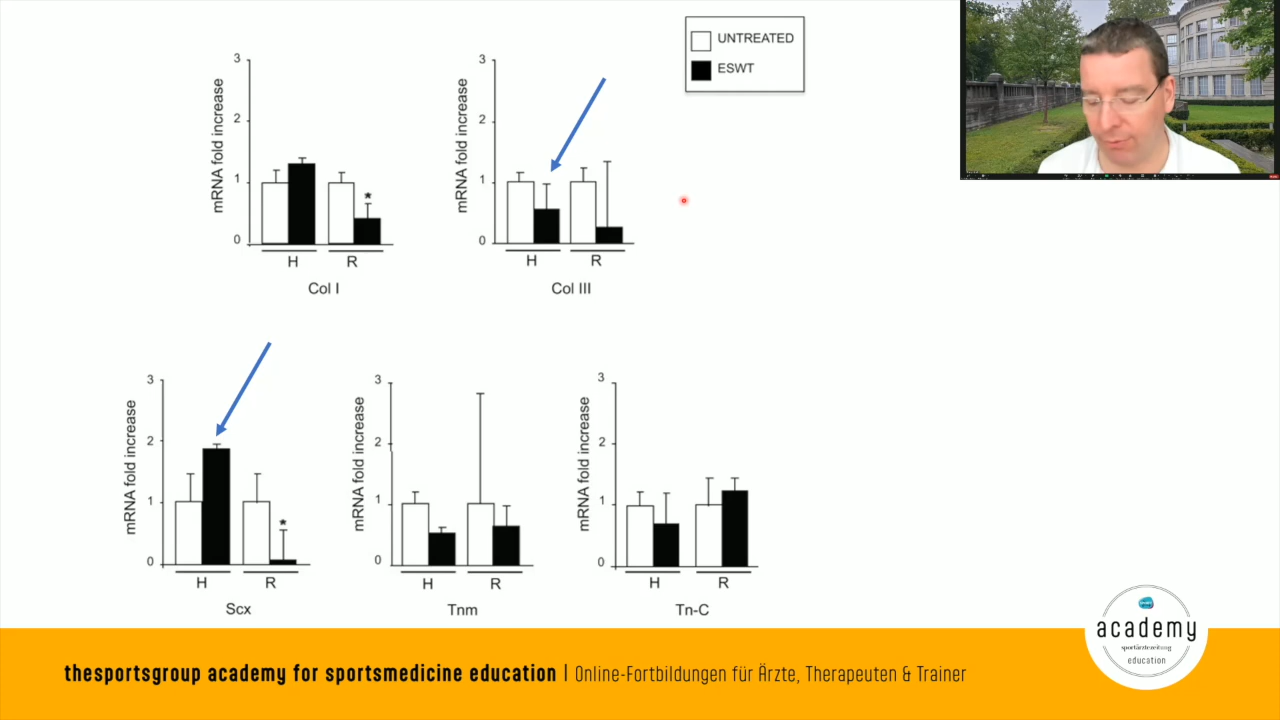 UNTREATED
ESWT
mRNA fold increase
3
2
1
0
*
H
R
Col I
mRNA fold increase
3
2
1
0
H
R
Col III
mRNA fold increase
3
2
1
0
*
H
R
Scx
mRNA fold increase
3
2
1
0
H
R
Tnm
mRNA fold increase
3
2
1
0
H
R
Tn-C
thesportsgroup academy for sportsmedicine education | Online-Fortbildungen für Ärzte, Therapeuten & Trainer
academy
sportärztezeitung
education